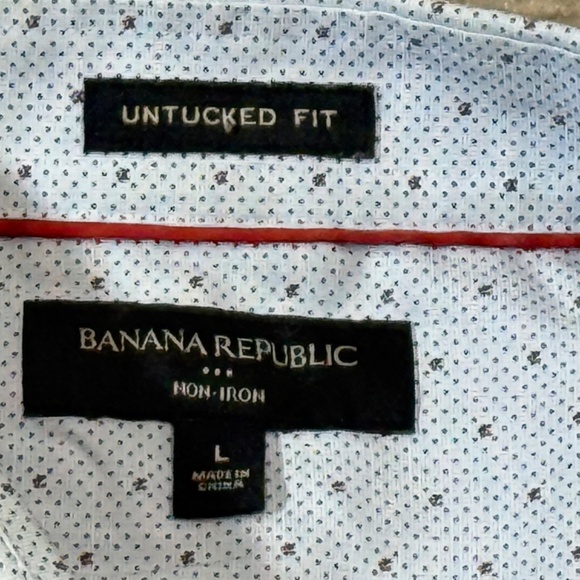 UNTUCKED FIT
BANANA REPUBLIC
NON-IRON
L
MADE IN
CHINA